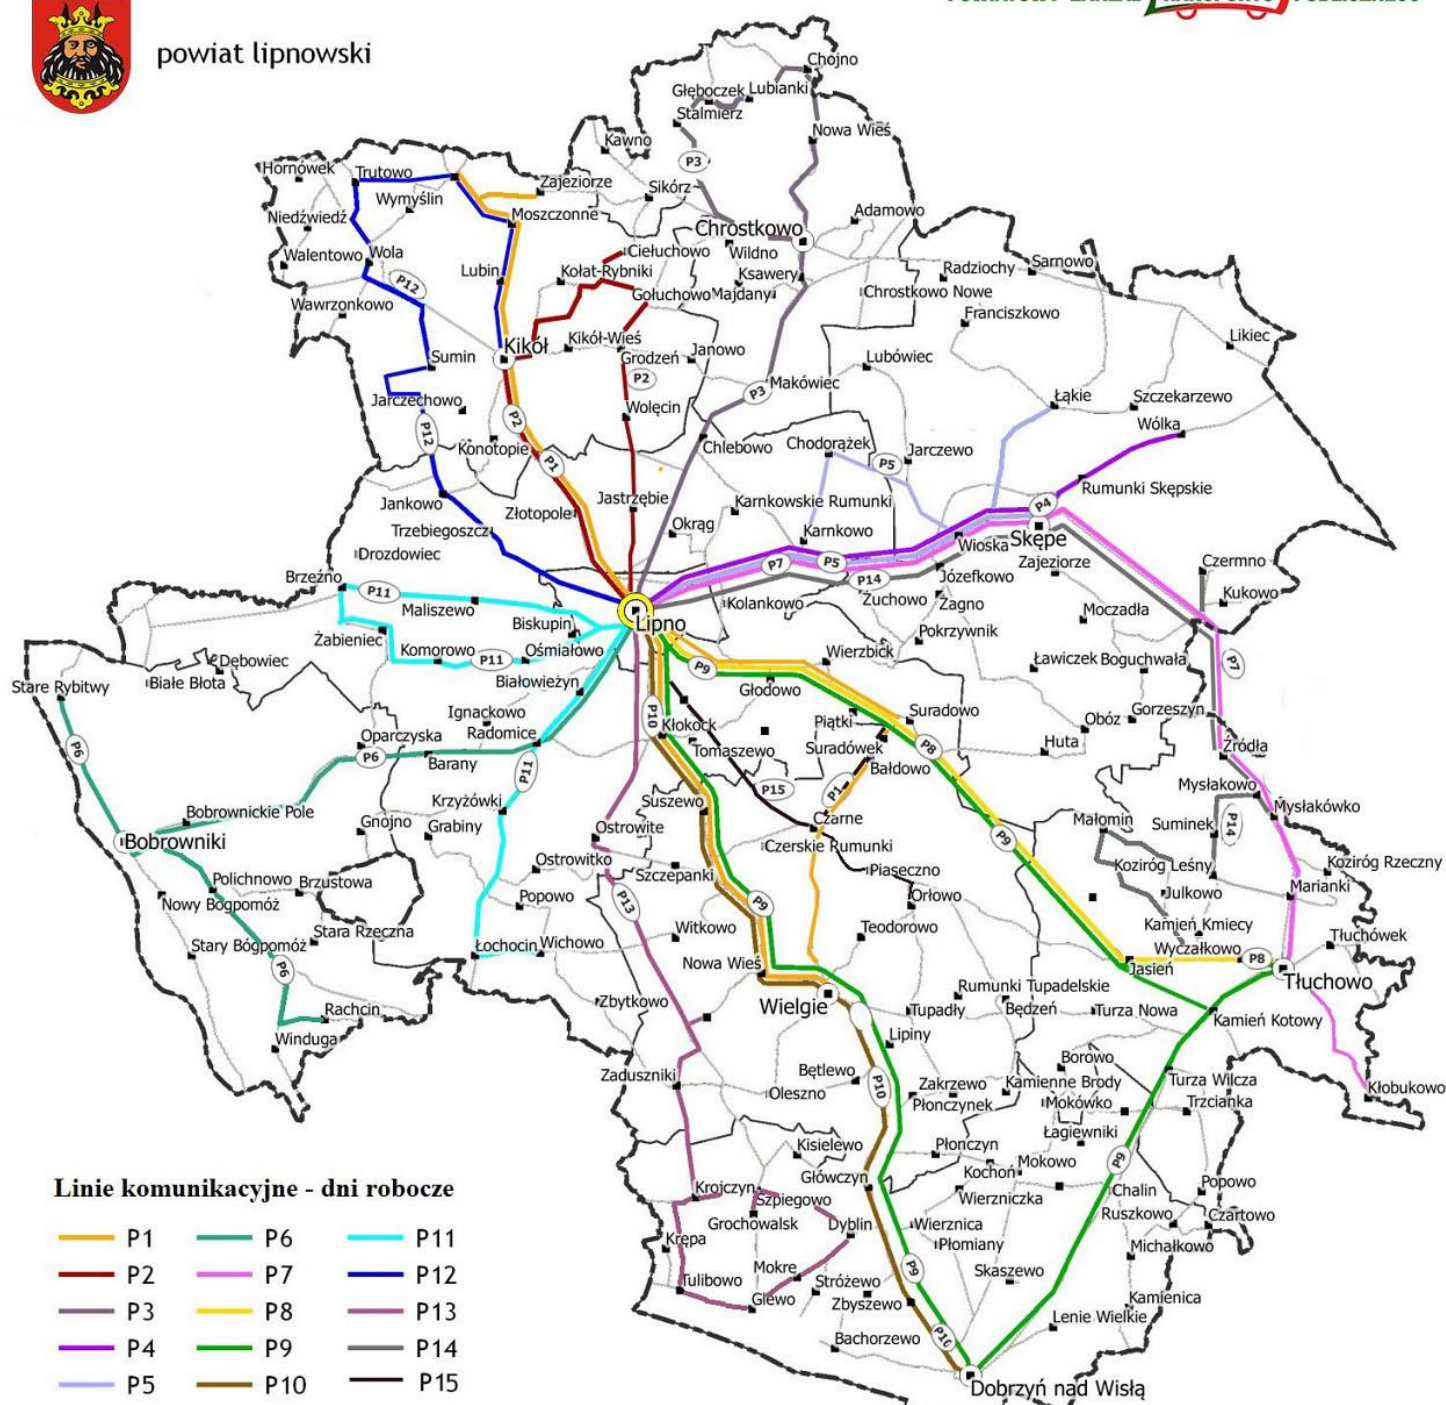 powiat lipnowski
Chojno
Głęboczek
Lubianki
Stalmierz
Nowa Wieś
Kawno
P3
Hornówek
Trutowo
Zajeziorze
Sikórz
Wymyślin
Niedźwiedź
Moszczonne
Adamowo
Chrostkowo
Walentowo
Wola
Ciełuchowo
Wildno
Lubin
Kołat-Rybniki
Ksawery
Radziochy
Sarnowo
P12
Gołuchowo
Majdany
Chrostkowo Nowe
Wawrzonkowo
Franciszkowo
Kikół
Kikół-Wieś
Likiec
Sumin
Grodzeń
Janowo
Lubówiec
P2
P3
Makówiec
Jarczechowo
Wolęcin
Łąkie
Szczekarzewo
P2
Wólka
P12
Konotopie
Chlebowo
Chodorążek
Jarczewo
P1
P5
Rumunki Skępskie
Jankowo
Złotopole
Jastrzębie
Karnkowskie Rumunki
P4
Trzebiegoszcz
Okrąg
Karnkowo
Skępe
Drozdowiec
Wioska
Zajeziorze
Czermno
Brzeźno
P7
P5
P14
Józefkowo
P11
Maliszewo
Kolankowo
Zuchowo
Żagno
Kukowo
Biskupin
Lipno
Moczadła
Żabieniec
Pokrzywnik
Komorowo
P11
Ośmiałowo
Wierzbick
Ławiczek
Boguchwała
P7
Dębowiec
P9
Białe Błota
Białowieżyn
Głodowo
Stare Rybitwy
Ignackowo
P10
Kłokock
Piątki
Suradowo
Obóz
Gorzeszyn
Radomice
Oparczyska
Tomaszewo
Suradówek
P8
Huta
Źródła
P6
P6
Barany
P11
Bałdowo
P15
P1
Mysłakowo
Krzyżówki
Suszewo
Mysłakówko
Bobrownickie Pole
Gnojno
Grabiny
Ostrowite
Czarne
P9
Małomin
Suminek
P14
Bobrowniki
Czerskie Rumunki
Ostrowitko
Szczepanki
Piaseczno
Koziróg Leśny
Koziróg Rzeczny
Polichnowo
Brzustowa
Popowo
P13
P9
Orłowo
Julkowo
Marianki
Nowy Bógpomóż
Stara Rzeczna
Witkowo
Teodorowo
Kamień Kmiecy
Stary Bógpomóż
Łochocin
Wichowo
Wyczałkowo
P8
Tłuchówek
P6
Nowa Wieś
Jasień
Tłuchowo
Wielgie
Rumunki Tupadelskie
Zbytkowo
Tupadły
Będzeń
Turza Nowa
Kamień Kotowy
Rachcin
Winduga
Lipiny
Borowo
Zaduszniki
Bętlewo
P10
Zakrzewo
Kamienne Brody
Turza Wilcza
Kłobukowo
Oleszno
Płonczynek
Mokówko
Trzcianka
Łagiewniki
Kisielewo
Płonczyn
P9
Kochoń
Mokowo
Główczyn
Krojczyn
Wierzniczka
Chalin
Popowo
Szpiegowo
Grochowalsk
Dyblin
Wierznica
Ruszkowo
Czartowo
Krępa
Płomiany
Michałkowo
Mokre
P9
Skaszewo
Tulibowo
Stróżewo
Glewo
Zbyszewo
Kamienica
Lenie Wielkie
P10
Bachorzewo
Dobrzyń nad Wisłą
Linie komunikacyjne - dni robocze
P1
P6
P11
P2
P7
P12
P3
P8
P13
P4
P9
P14
P5
P10
P15